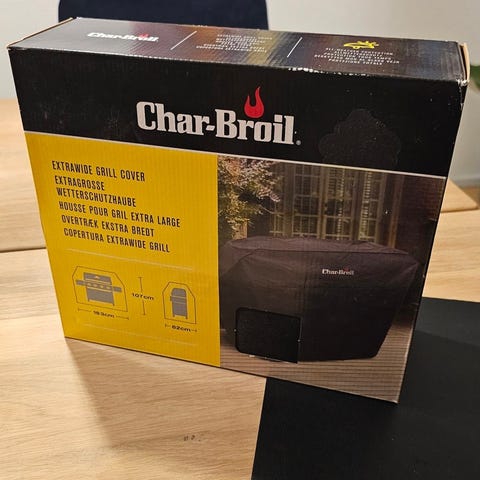 Char-Broil
Char-Broil®
EXTRAWIDE GRILL COVER
EXTRAGROSSE
WETTERSCHUTZHAUBE
HOUSSE POUR GRIL EXTRA LARGE
OVERTRÆK EKSTRA BREDT
COPERTURA EXTRAWIDE GRILL
107cm
163cm
62cm
Char-Broil